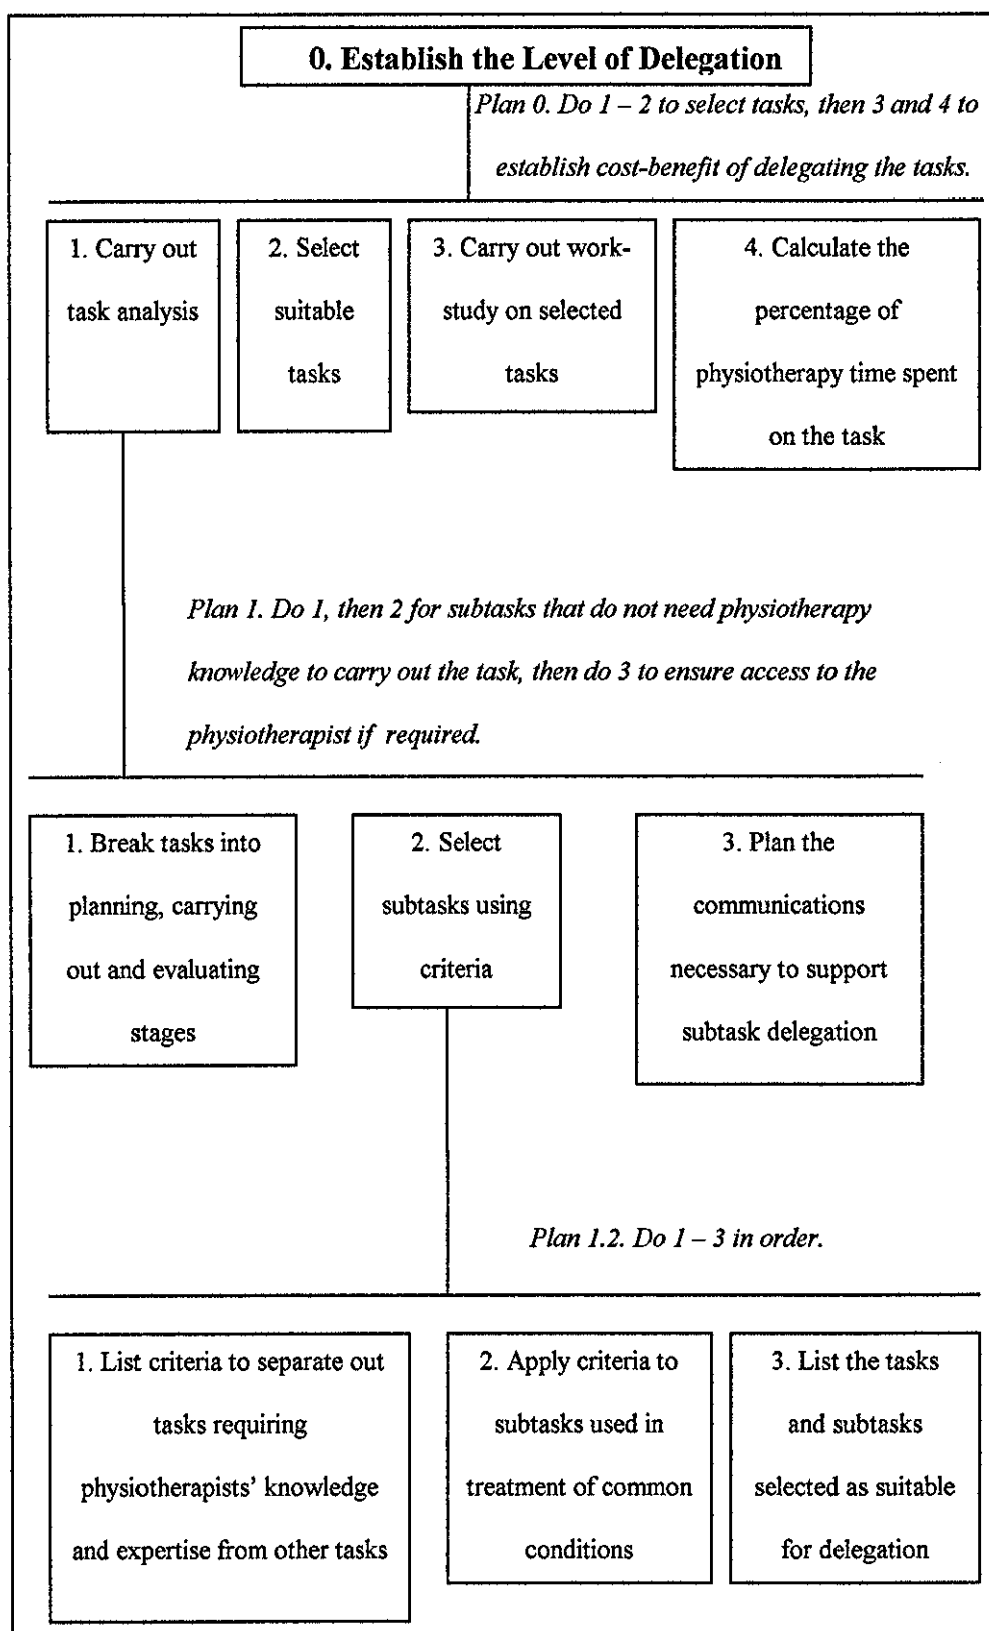 0. Establish the Level of Delegation
Plan 0. Do 1 – 2 to select tasks, then 3 and 4 to
establish cost-benefit of delegating the tasks.
1. Carry out
task analysis
2. Select
suitable
tasks
3. Carry out work-
study on selected
tasks
4. Calculate the
percentage of
physiotherapy time spent
on the task
Plan 1. Do 1, then 2 for subtasks that do not need physiotherapy
knowledge to carry out the task, then do 3 to ensure access to the
physiotherapist if required.
1. Break tasks into
planning, carrying
out and evaluating
stages
2. Select
subtasks using
criteria
3. Plan the
communications
necessary to support
subtask delegation
Plan 1.2. Do 1 – 3 in order.
1. List criteria to separate out
tasks requiring
physiotherapists’ knowledge
and expertise from other tasks
2. Apply criteria to
subtasks used in
treatment of common
conditions
3. List the tasks
and subtasks
selected as suitable
for delegation